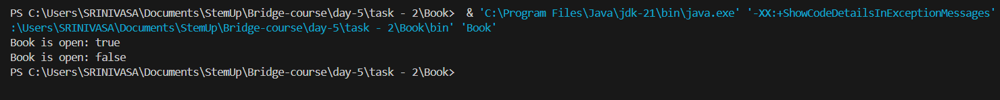 PS C:\Users\SRINIVASA\Documents\StemUp\Bridge-course\day-5\task - 2\Book>  & 'C:\Program Files\Java\jdk-21\bin\java.exe' '-XX:+ShowCodeDetailsInExceptionMessages'
:\Users\SRINIVASA\Documents\StemUp\Bridge-course\day-5\task - 2\Book\bin' 'Book'
Book is open: true
Book is open: false
PS C:\Users\SRINIVASA\Documents\StemUp\Bridge-course\day-5\task - 2\Book>